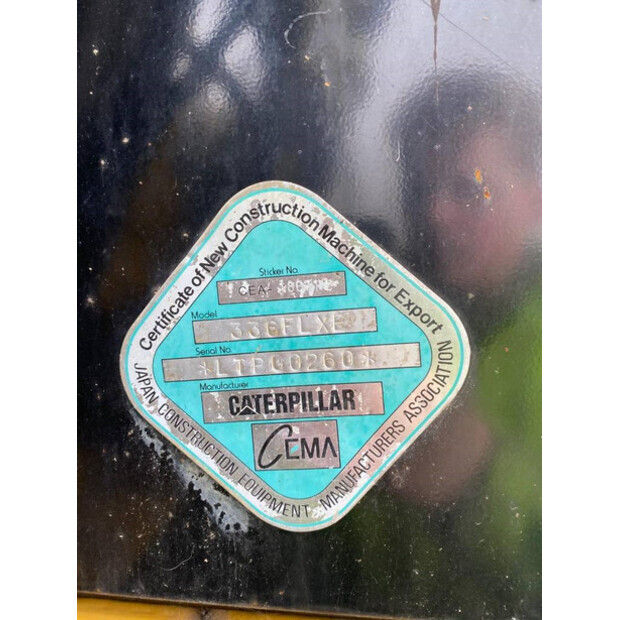 Certificate of New Construction Machine for Export
Sticker No.
Model
336FLXE
Serial No.
*LTPG0260*
Manufacturer
CATERPILLAR
CEMA
JAPAN CONSTRUCTION EQUIPMENT MANUFACTURERS ASSOCIATION